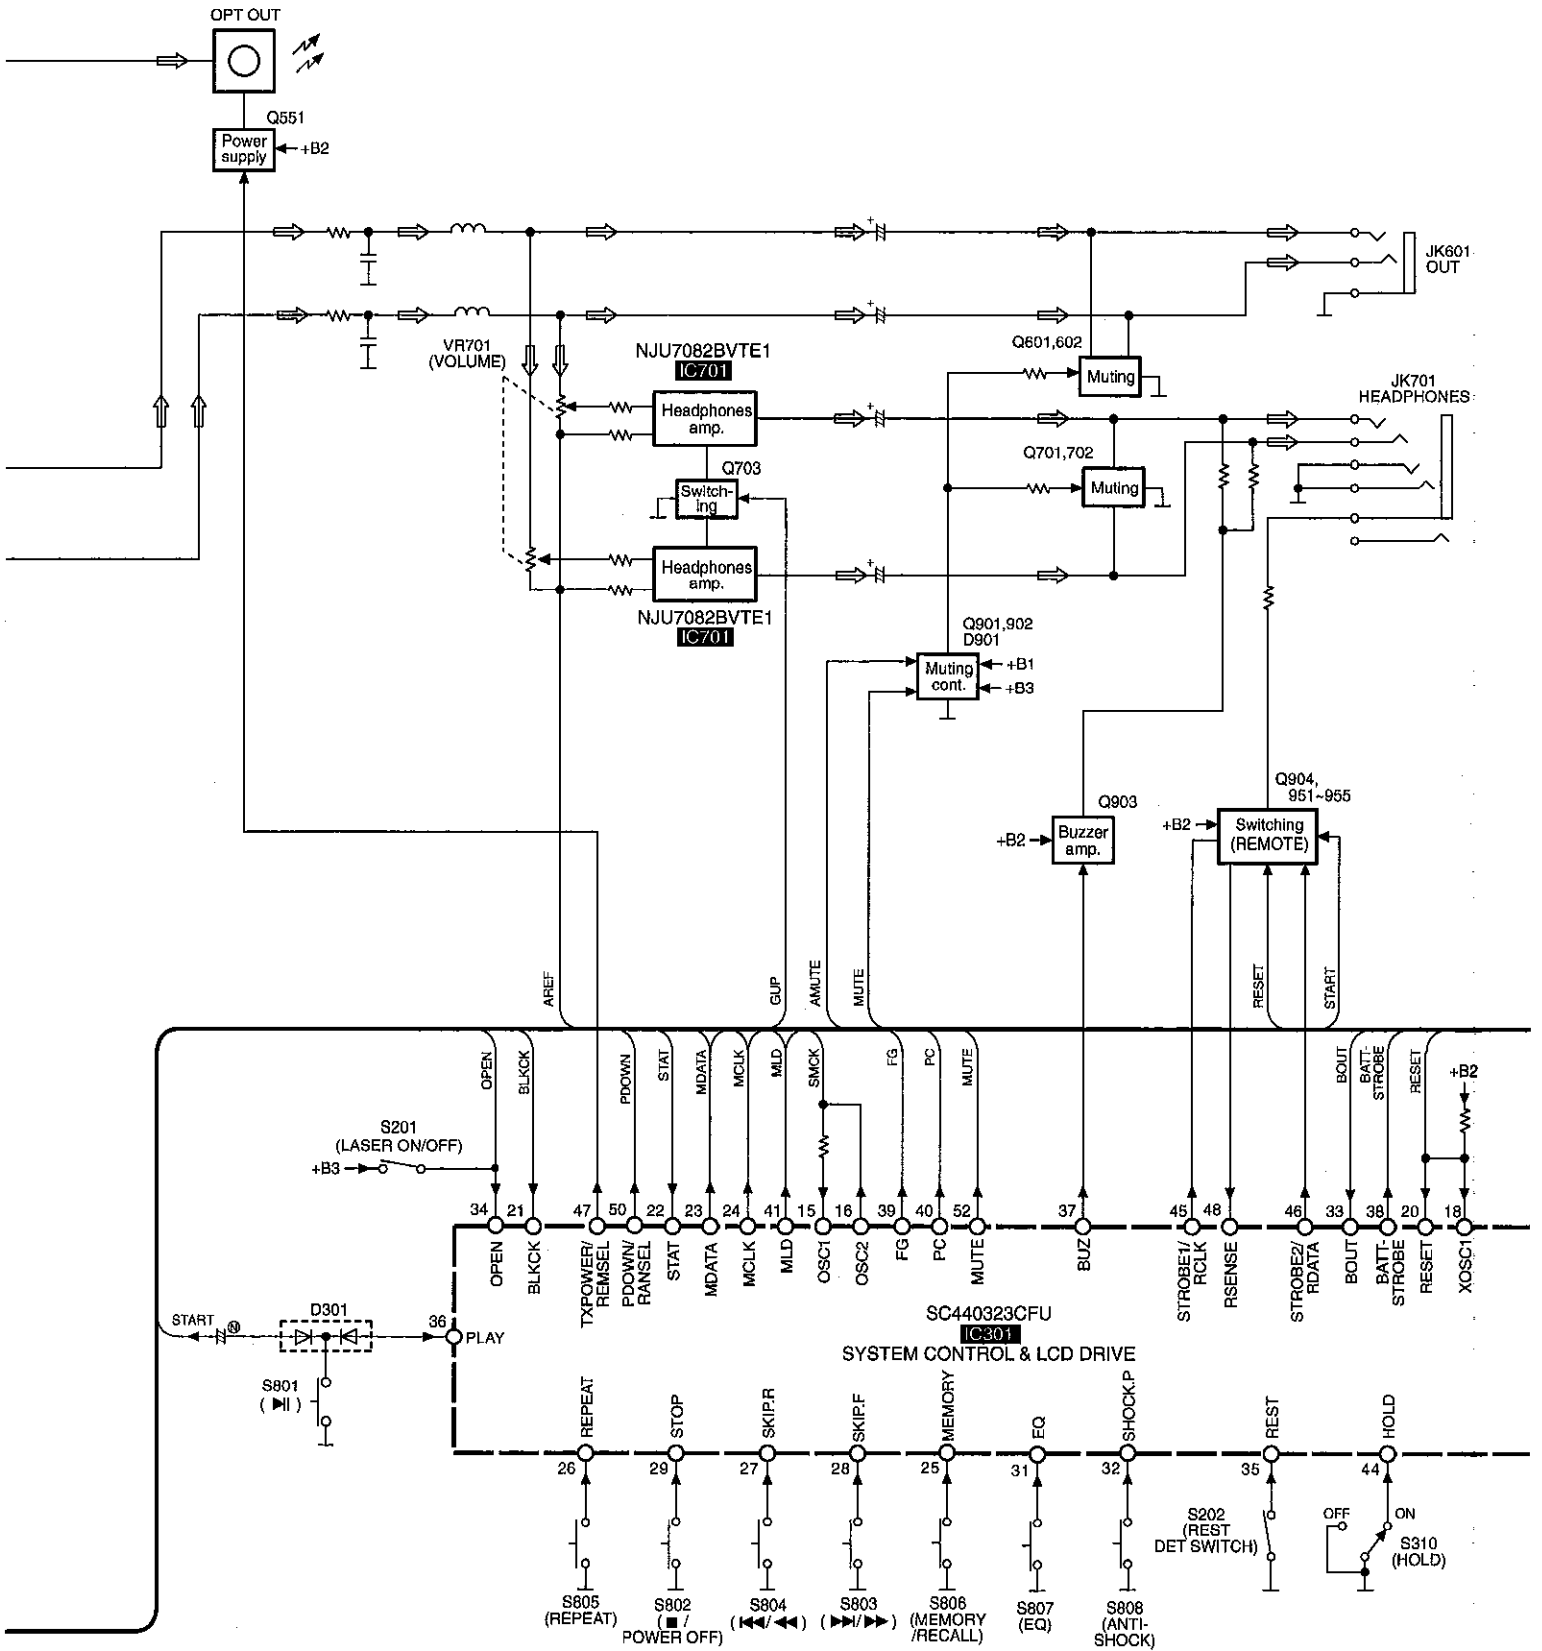 OPT OUT
Q551
Power
supply
+B2
+
JK601
OUT
+
VR701
(VOLUME)
NJU7082BVTE1
IC701
Q601,602
Muting
JK701
HEADPHONES
Headphones
amp.
+
Q703
Switch-
ing
Q701,702
Muting
Headphones
amp.
+
NJU7082BVTE1
IC701
Q901,902
D901
Muting
cont.
+B1
+B3
Q903
+B2
Buzzer
amp.
Q904,
951~955
+B2
Switching
(REMOTE)
AREF
GUP
AMUTE
MUTE
RESET
START
OPEN
BLKCK
PDOWN
STAT
MDATA
MCLK
MLD
SMCK
FG
PC
MUTE
BOUT
BATT-
STROBE
RESET
+B2
S201
(LASER ON/OFF)
+B3
34
21
47
50
22
23
24
41
15
16
39
40
52
37
45
48
46
33
38
20
18
OPEN
BLKCK
TXPOWER/
REMSEL
PDOWN/
RANSEL
STAT
MDATA
MCLK
MLD
OSC1
OSC2
FG
PC
MUTE
BUZ
STROBE1/
RCLK
RSENSE
STROBE2/
RDATA
BOUT
BATT-
STROBE
RESET
XOSC1
START
N
D301
36
PLAY
SC440323CFU
IC301
SYSTEM CONTROL & LCD DRIVE
S801
( ▶II )
REPEAT
STOP
SKIP.R
SKIP.F
MEMORY
EQ
SHOCK.P
REST
HOLD
26
29
27
28
25
31
32
35
44
S202
(REST
DET SWITCH)
OFF
ON
S310
(HOLD)
S805
(REPEAT)
S802
( ■ /
POWER OFF)
S804
( I◀◀/ ◀◀ )
S803
( ▶▶I/ ▶▶ )
S806
(MEMORY
/RECALL)
S807
(EQ)
S808
(ANTI-
SHOCK)